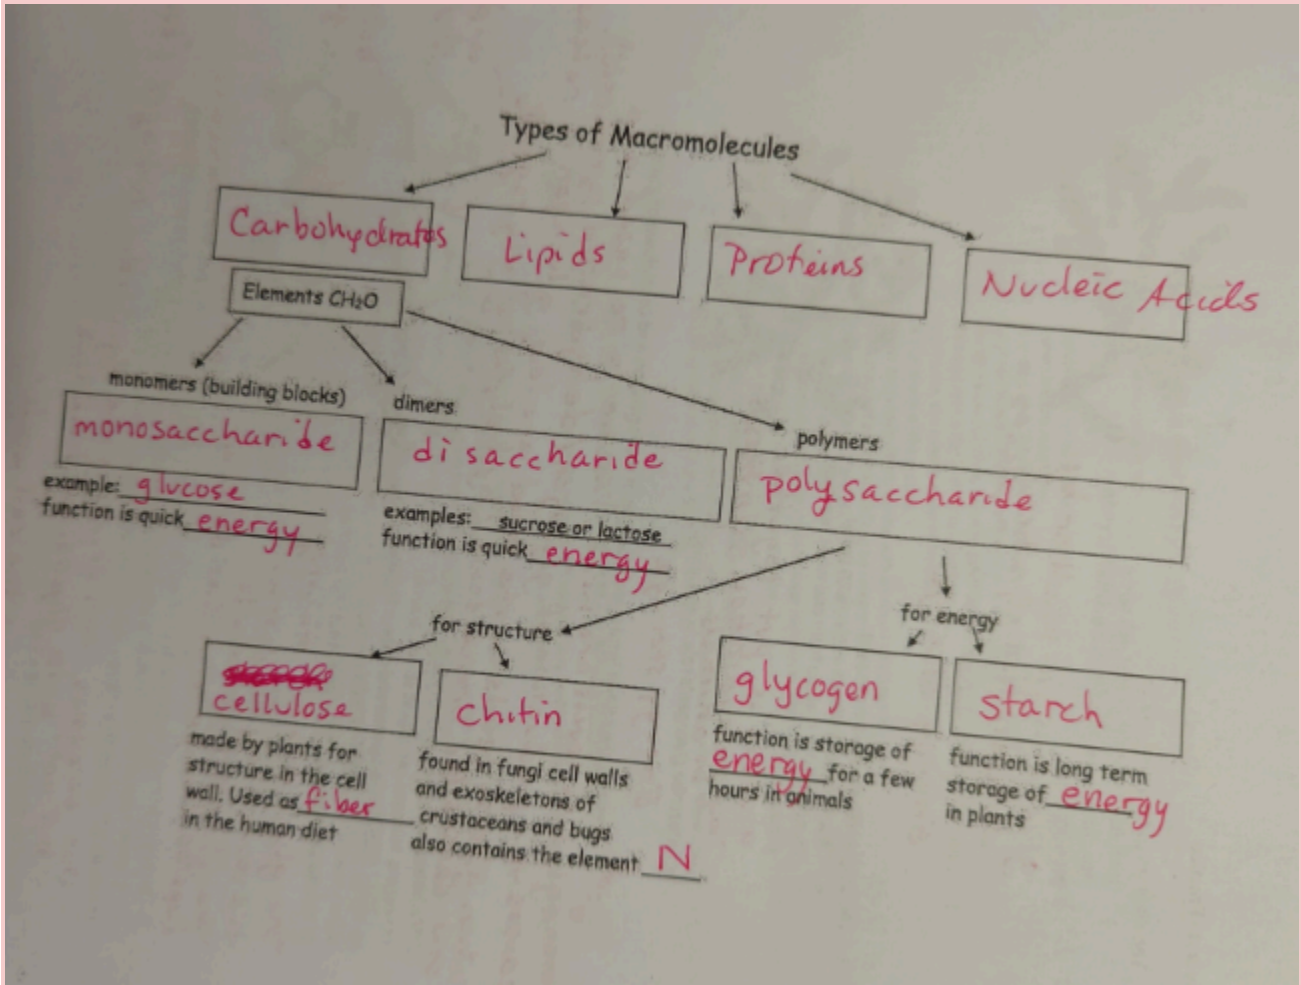 Types of Macromolecules
Carbohydrates
Lipids
Proteins
Nucleic Acids
Elements CH₂O
monomers (building blocks)
monosaccharide
example: glucose
function is quick energy
dimers
disaccharide
examples: sucrose or lactose
function is quick energy
polymers
polysaccharide
for structure
cellulose
made by plants for
structure in the cell
wall. Used as fiber
in the human diet
chitin
found in fungi cell walls
and exoskeletons of
crustaceans and bugs
also contains the element N
for energy
glycogen
function is storage of
energy for a few
hours in animals
starch
function is long term
storage of energy
in plants